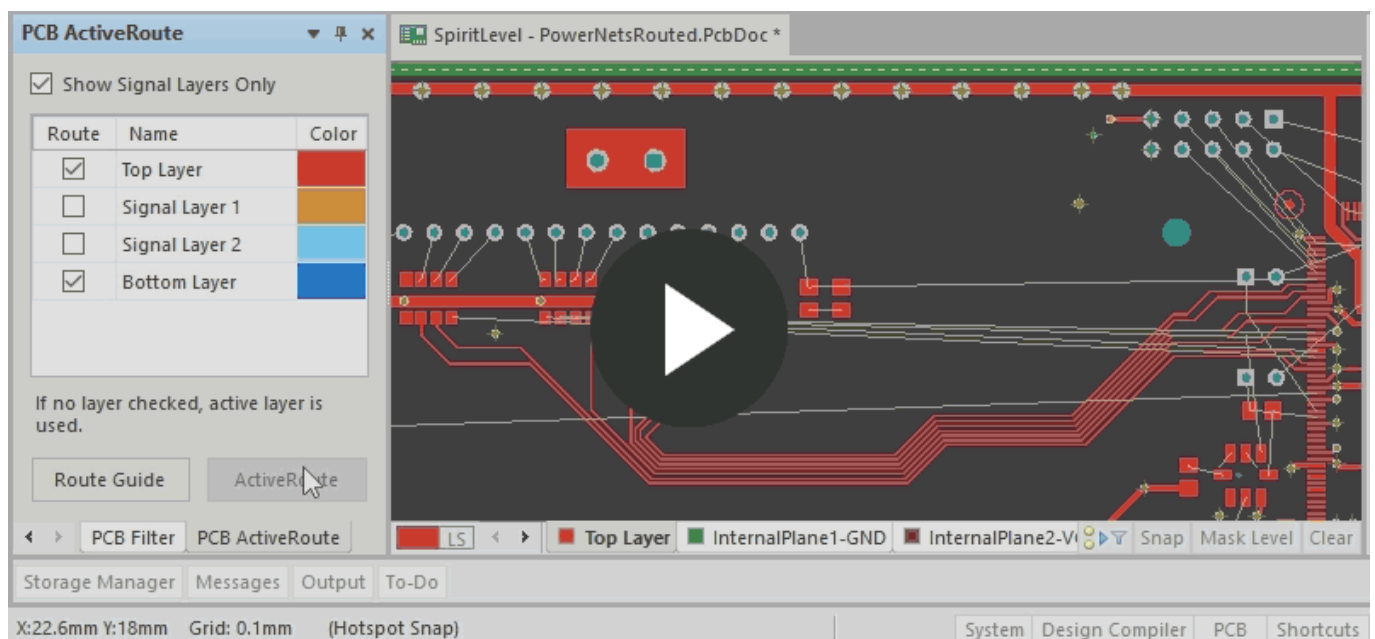 PCB ActiveRoute
SpiritLevel - PowerNetsRouted.PcbDoc *
Show Signal Layers Only
Route Name Color
Top Layer
Signal Layer 1
Signal Layer 2
Bottom Layer
If no layer checked, active layer is
used.
Route Guide ActiveRoute
PCB Filter PCB ActiveRoute
LS Top Layer InternalPlane1-GND InternalPlane2-V Snap Mask Level Clear
Storage Manager Messages Output To-Do
X:22.6mm Y:18mm Grid: 0.1mm (Hotspot Snap)
System Design Compiler PCB Shortcuts